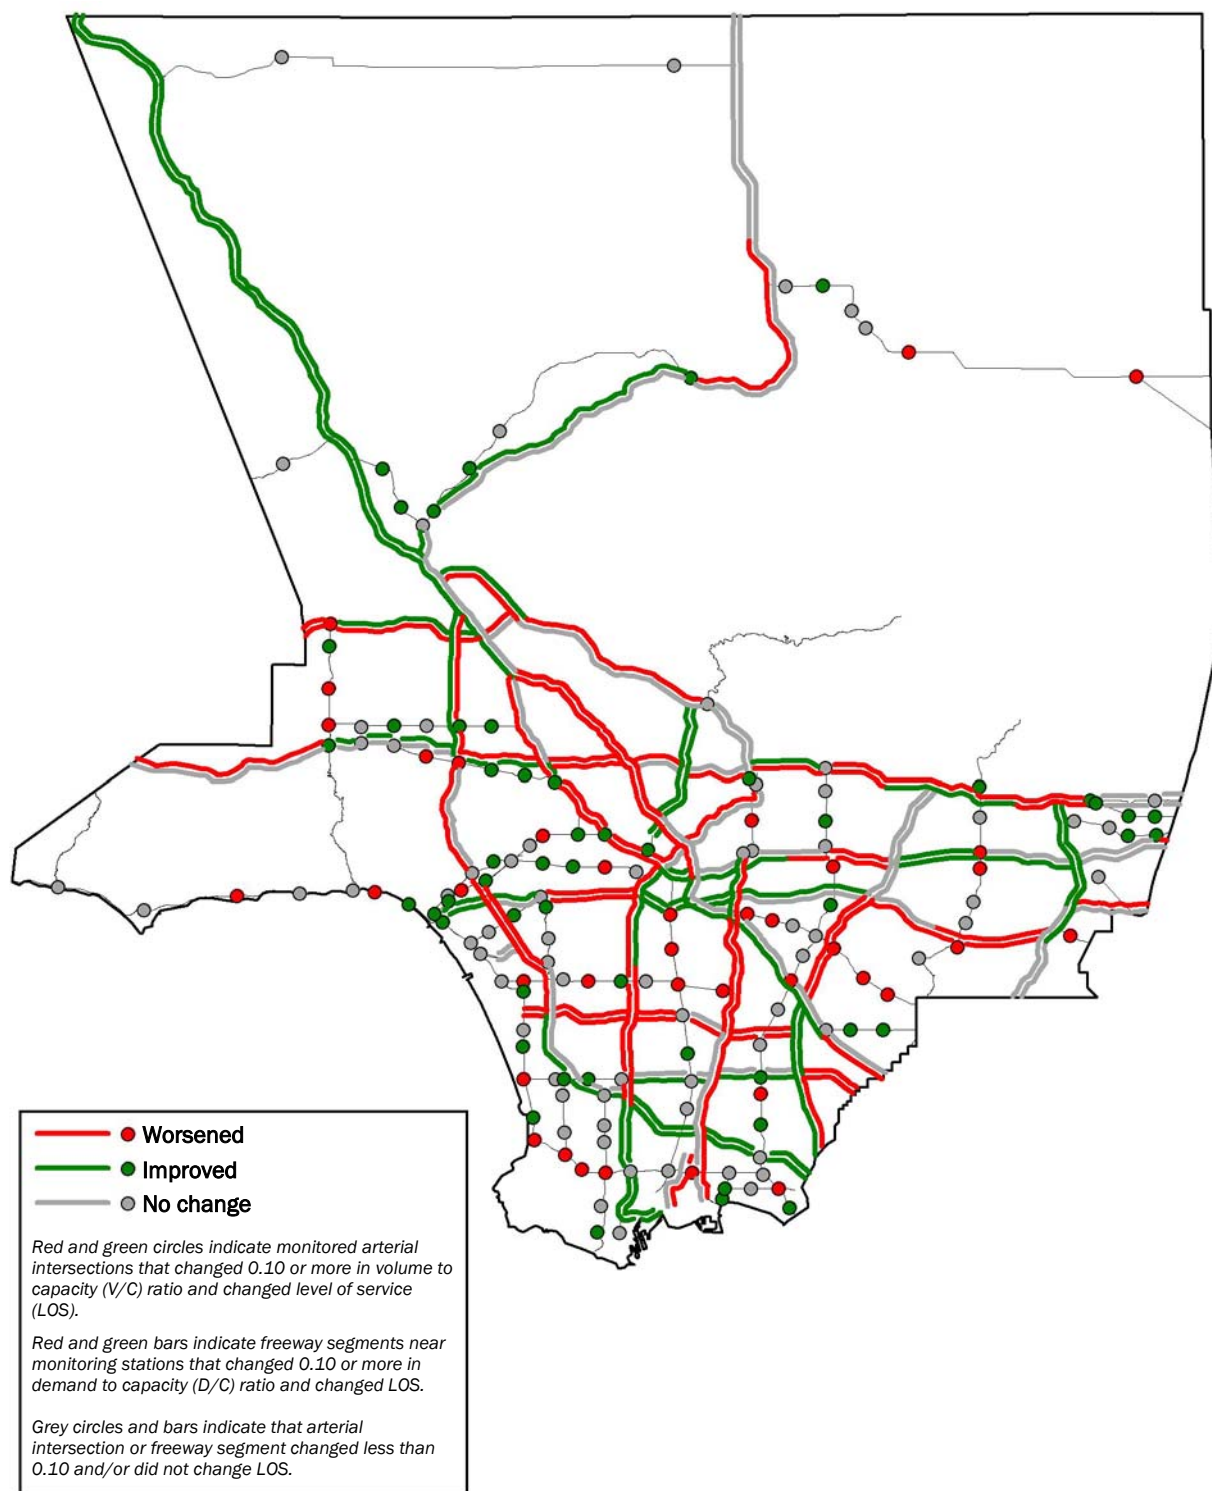 Worsened
Improved
No change
Red and green circles indicate monitored arterial
intersections that changed 0.10 or more in volume to
capacity (V/C) ratio and changed level of service
(LOS).
Red and green bars indicate freeway segments near
monitoring stations that changed 0.10 or more in
demand to capacity (D/C) ratio and changed LOS.
Grey circles and bars indicate that arterial
intersection or freeway segment changed less than
0.10 and/or did not change LOS.